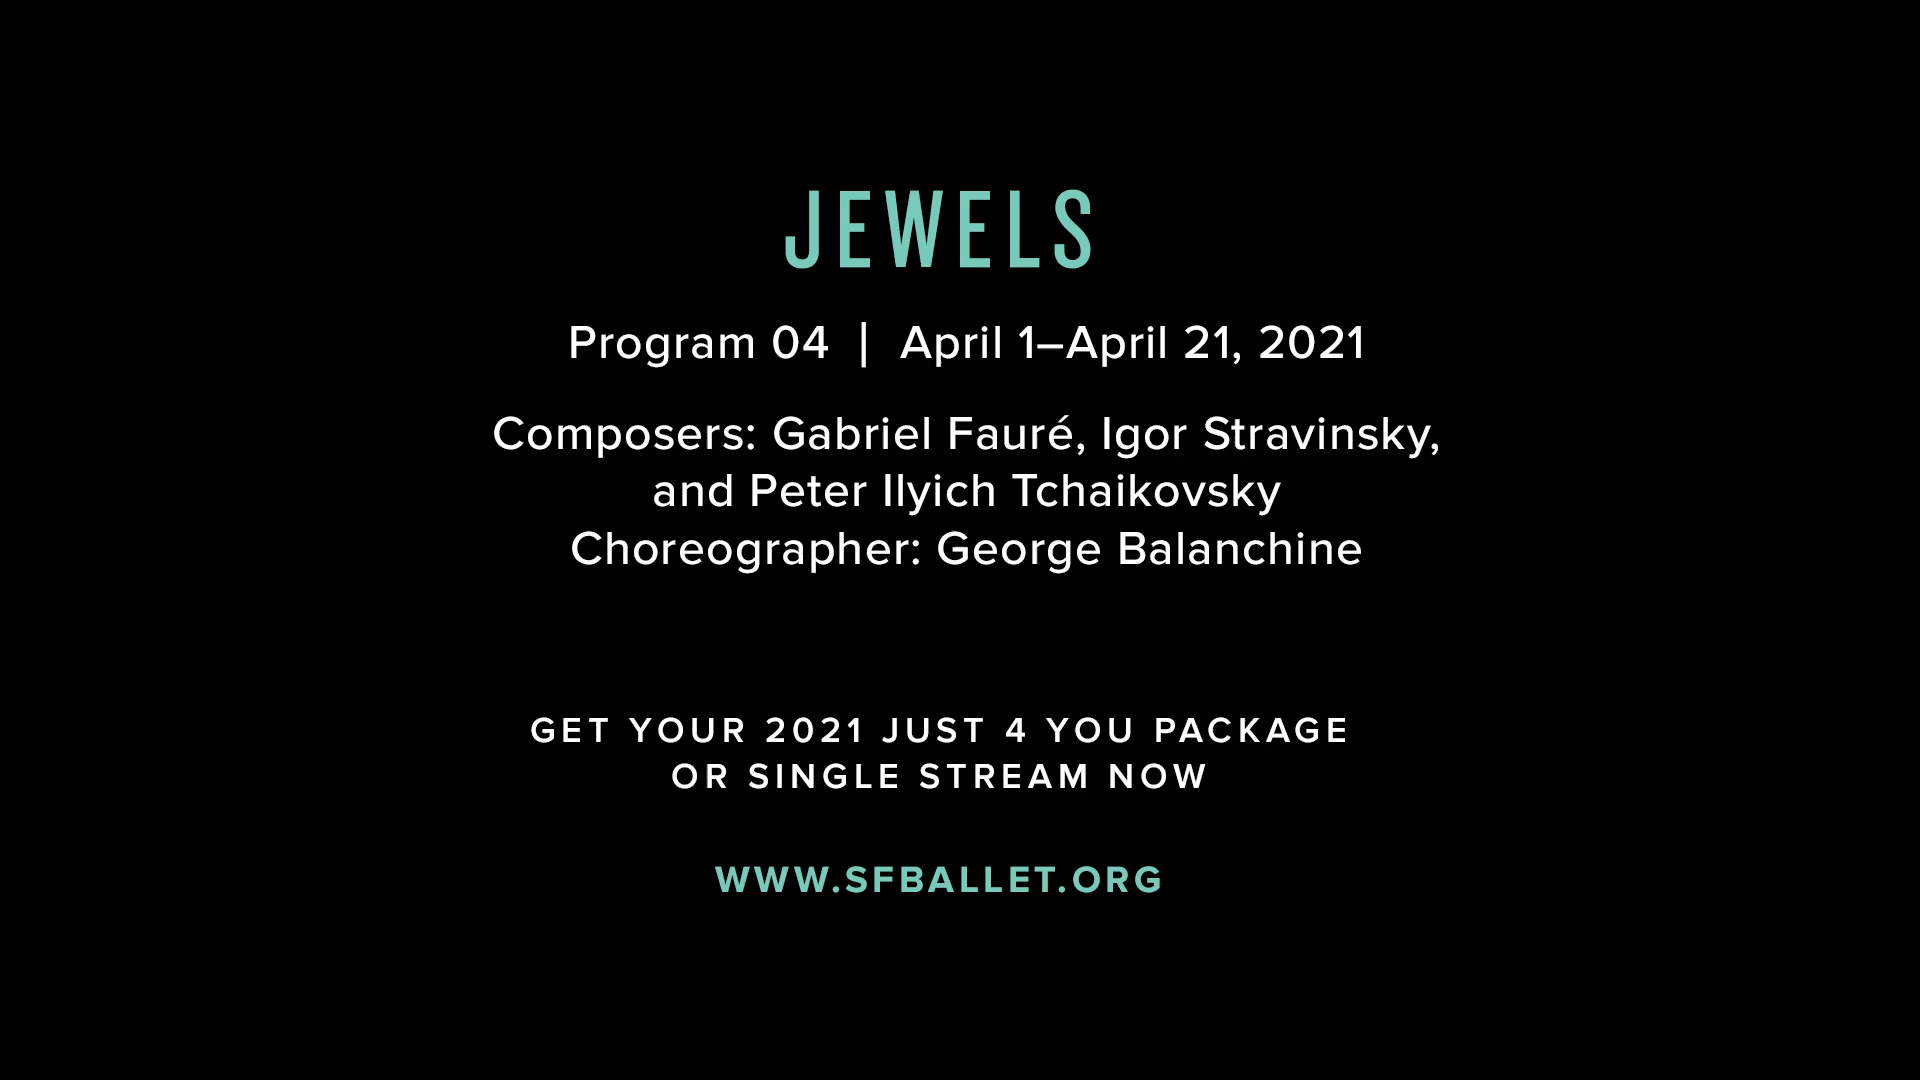 JEWELS
Program 04 | April 1–April 21, 2021
Composers: Gabriel Fauré, Igor Stravinsky,
and Peter Ilyich Tchaikovsky
Choreographer: George Balanchine
GET YOUR 2021 JUST 4 YOU PACKAGE
OR SINGLE STREAM NOW
WWW.SFBALLET.ORG